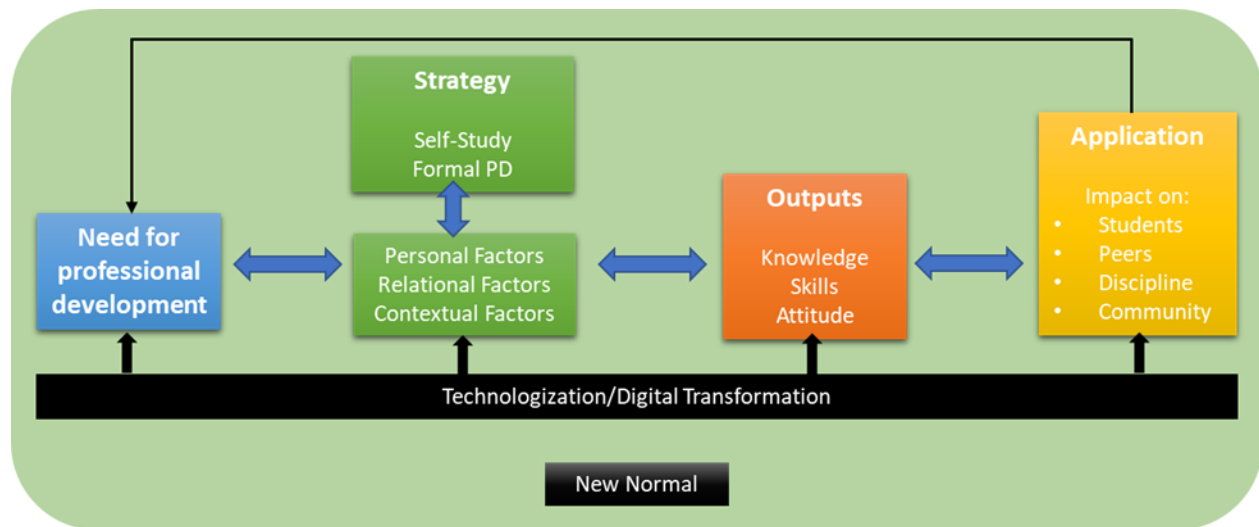 Strategy
Self-Study
Formal PD
Need for
professional
development
Personal Factors
Relational Factors
Contextual Factors
Outputs
Knowledge
Skills
Attitude
Application
Impact on:
• Students
• Peers
• Discipline
• Community
Technologization/Digital Transformation
New Normal